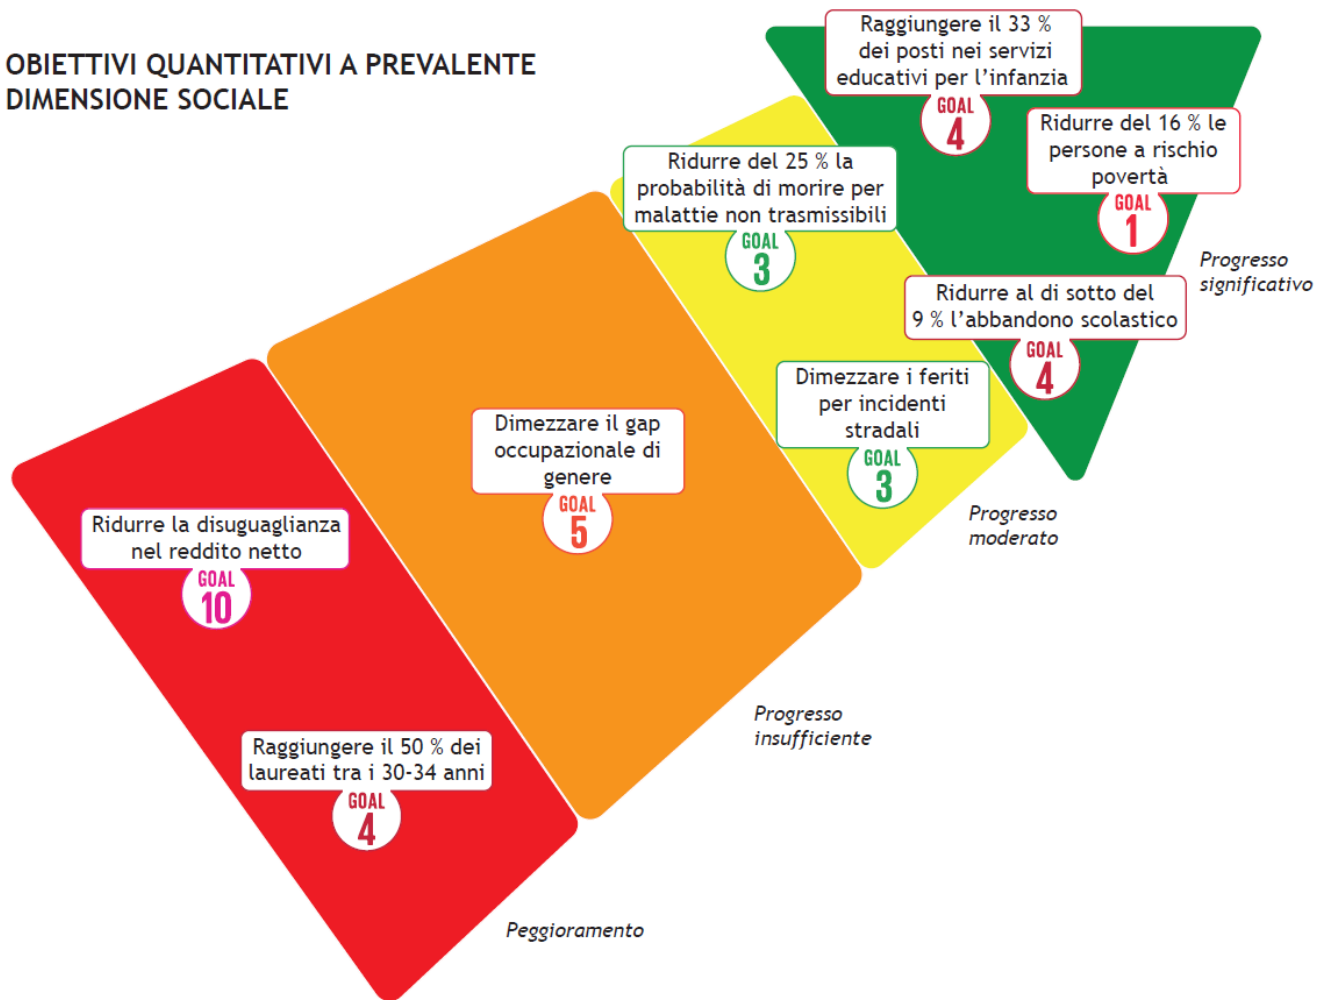 OBIETTIVI QUANTITATIVI A PREVALENTE
DIMENSIONE SOCIALE
Raggiungere il 33 %
dei posti nei servizi
educativi per l'infanzia
GOAL
4
Ridurre del 16 % le
persone a rischio
povertà
GOAL
1
Progresso
significativo
Ridurre del 25 % la
probabilità di morire per
malattie non trasmissibili
GOAL
3
Ridurre al di sotto del
9 % l'abbandono scolastico
GOAL
4
Dimezzare i feriti
per incidenti
stradali
GOAL
3
Progresso
moderato
Dimezzare il gap
occupazionale di
genere
GOAL
5
Progresso
insufficiente
Ridurre la disuguaglianza
nel reddito netto
GOAL
10
Raggiungere il 50 % dei
laureati tra i 30-34 anni
GOAL
4
Peggioramento